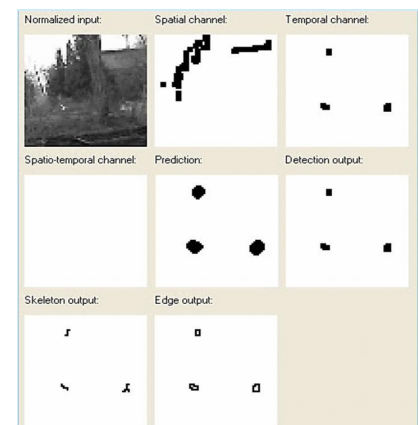 Normalized input: Spatial channel: Temporal channel:
Spatio-temporal channel: Prediction: Detection output:
Skeleton output: Edge output: